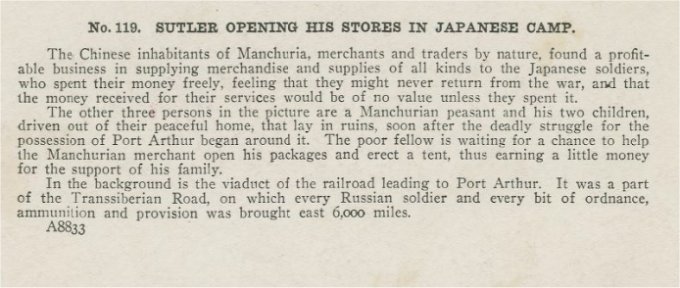 No. 119. SUTLER OPENING HIS STORES IN JAPANESE CAMP.
The Chinese inhabitants of Manchuria, merchants and traders by nature, found a profit-
able business in supplying merchandise and supplies of all kinds to the Japanese soldiers,
who spent their money freely, feeling that they might never return from the war, and that
the money received for their services would be of no value unless they spent it.
The other three persons in the picture are a Manchurian peasant and his two children,
driven out of their peaceful home, that lay in ruins, soon after the deadly struggle for the
possession of Port Arthur began around it. The poor fellow is waiting for a chance to help
the Manchurian merchant open his packages and erect a tent, thus earning a little money
for the support of his family.
In the background is the viaduct of the railroad leading to Port Arthur. It was a part
of the Transsiberian Road, on which every Russian soldier and every bit of ordnance,
ammunition and provision was brought east 6,000 miles.
A8833